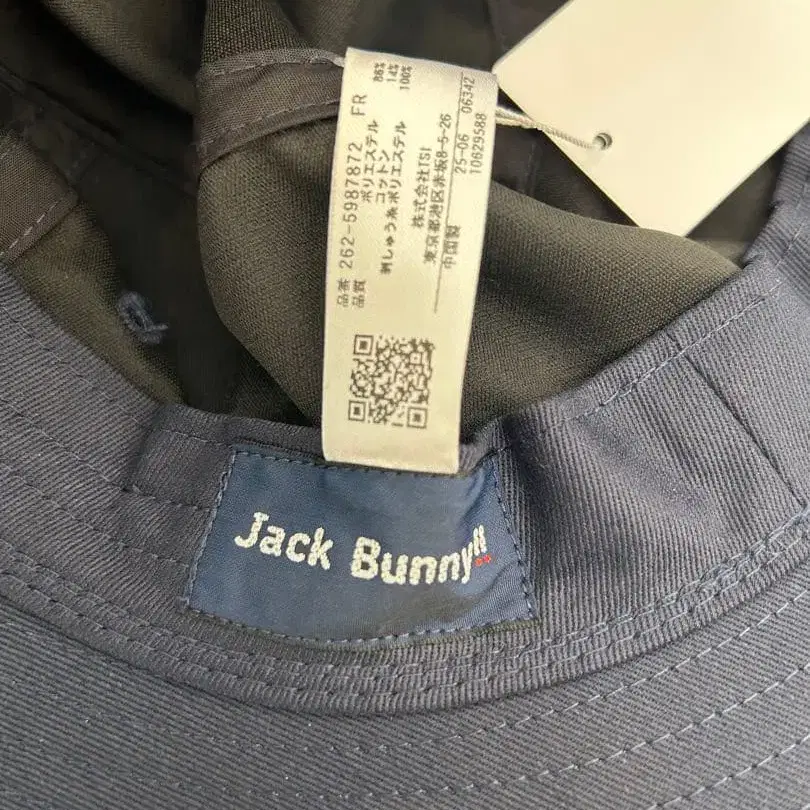 品番 262-5987872 FR
品質 ポリエステル 86%
コットン 14%
刺しゅう糸 ポリエステル 100%
株式会社TSI
東京都港区赤坂8-5-26
中国製 25-06 06342
T0629588
Jack Bunny!!